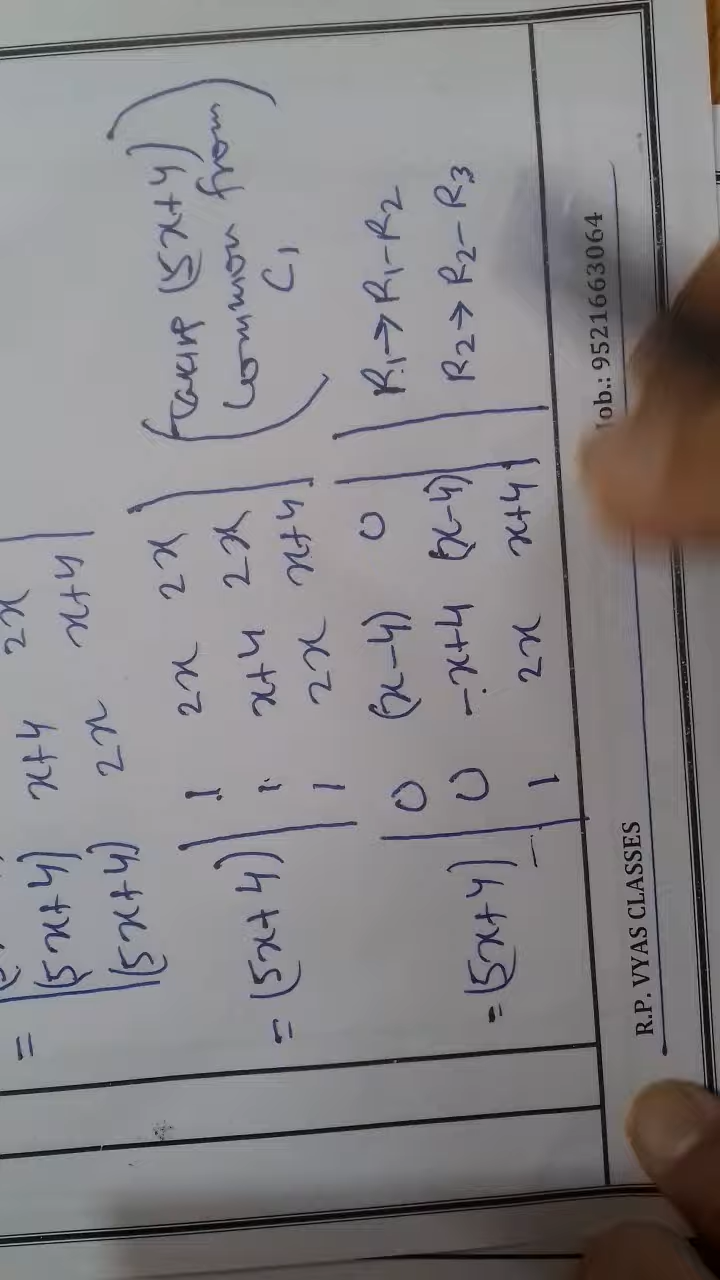 2x
= (5x+4) x+4
(5x+4) 2x x+4
= (5x+4) | 1 2x 2x | (Taking (5x+4)
1 x+4 2x common from
1 2x x+4 | C1 )
| 0 (x-4) 0 | R1→R1-R2
= (5x+4) | 0 -x+4 (x-4) | R2→R2-R3
1 2x x+4 |
R.P. VYAS CLASSES ob.: 9521663064